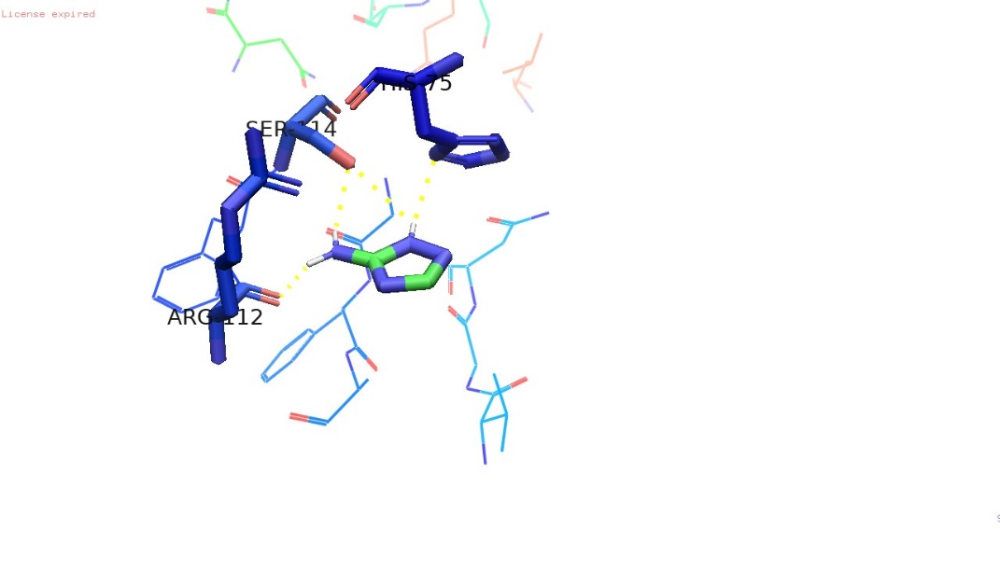 License expired
HIS-75
SER-114
ARG-112
S